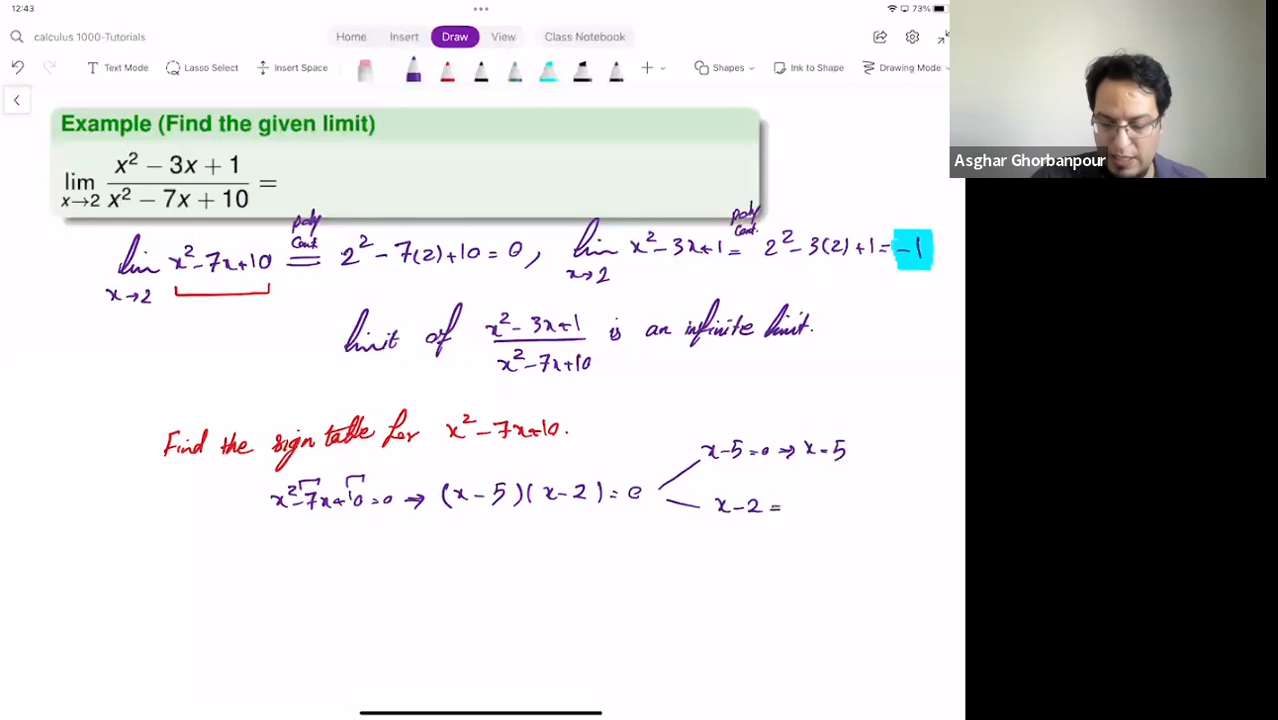 12:43
73%
calculus 1000-Tutorials
Home Insert Draw View Class Notebook
Text Mode Lasso Select Insert Space Shapes Ink to Shape Drawing Mode
Example (Find the given limit)
lim x→2 (x² − 3x + 1)/(x² − 7x + 10) =
Asghar Ghorbanpour
lim x→2 x²-7x+10 = (poly Cont.) 2²-7(2)+10=0, lim x→2 x²-3x+1 = (poly Cont.) 2²-3(2)+1=-1
limit of (x²-3x+1)/(x²-7x+10) is an infinite limit.
Find the sign table for x²-7x+10.
x²-7x+10=0 ⇒ (x-5)(x-2)=0
x-5=0 ⇒ x=5
x-2=